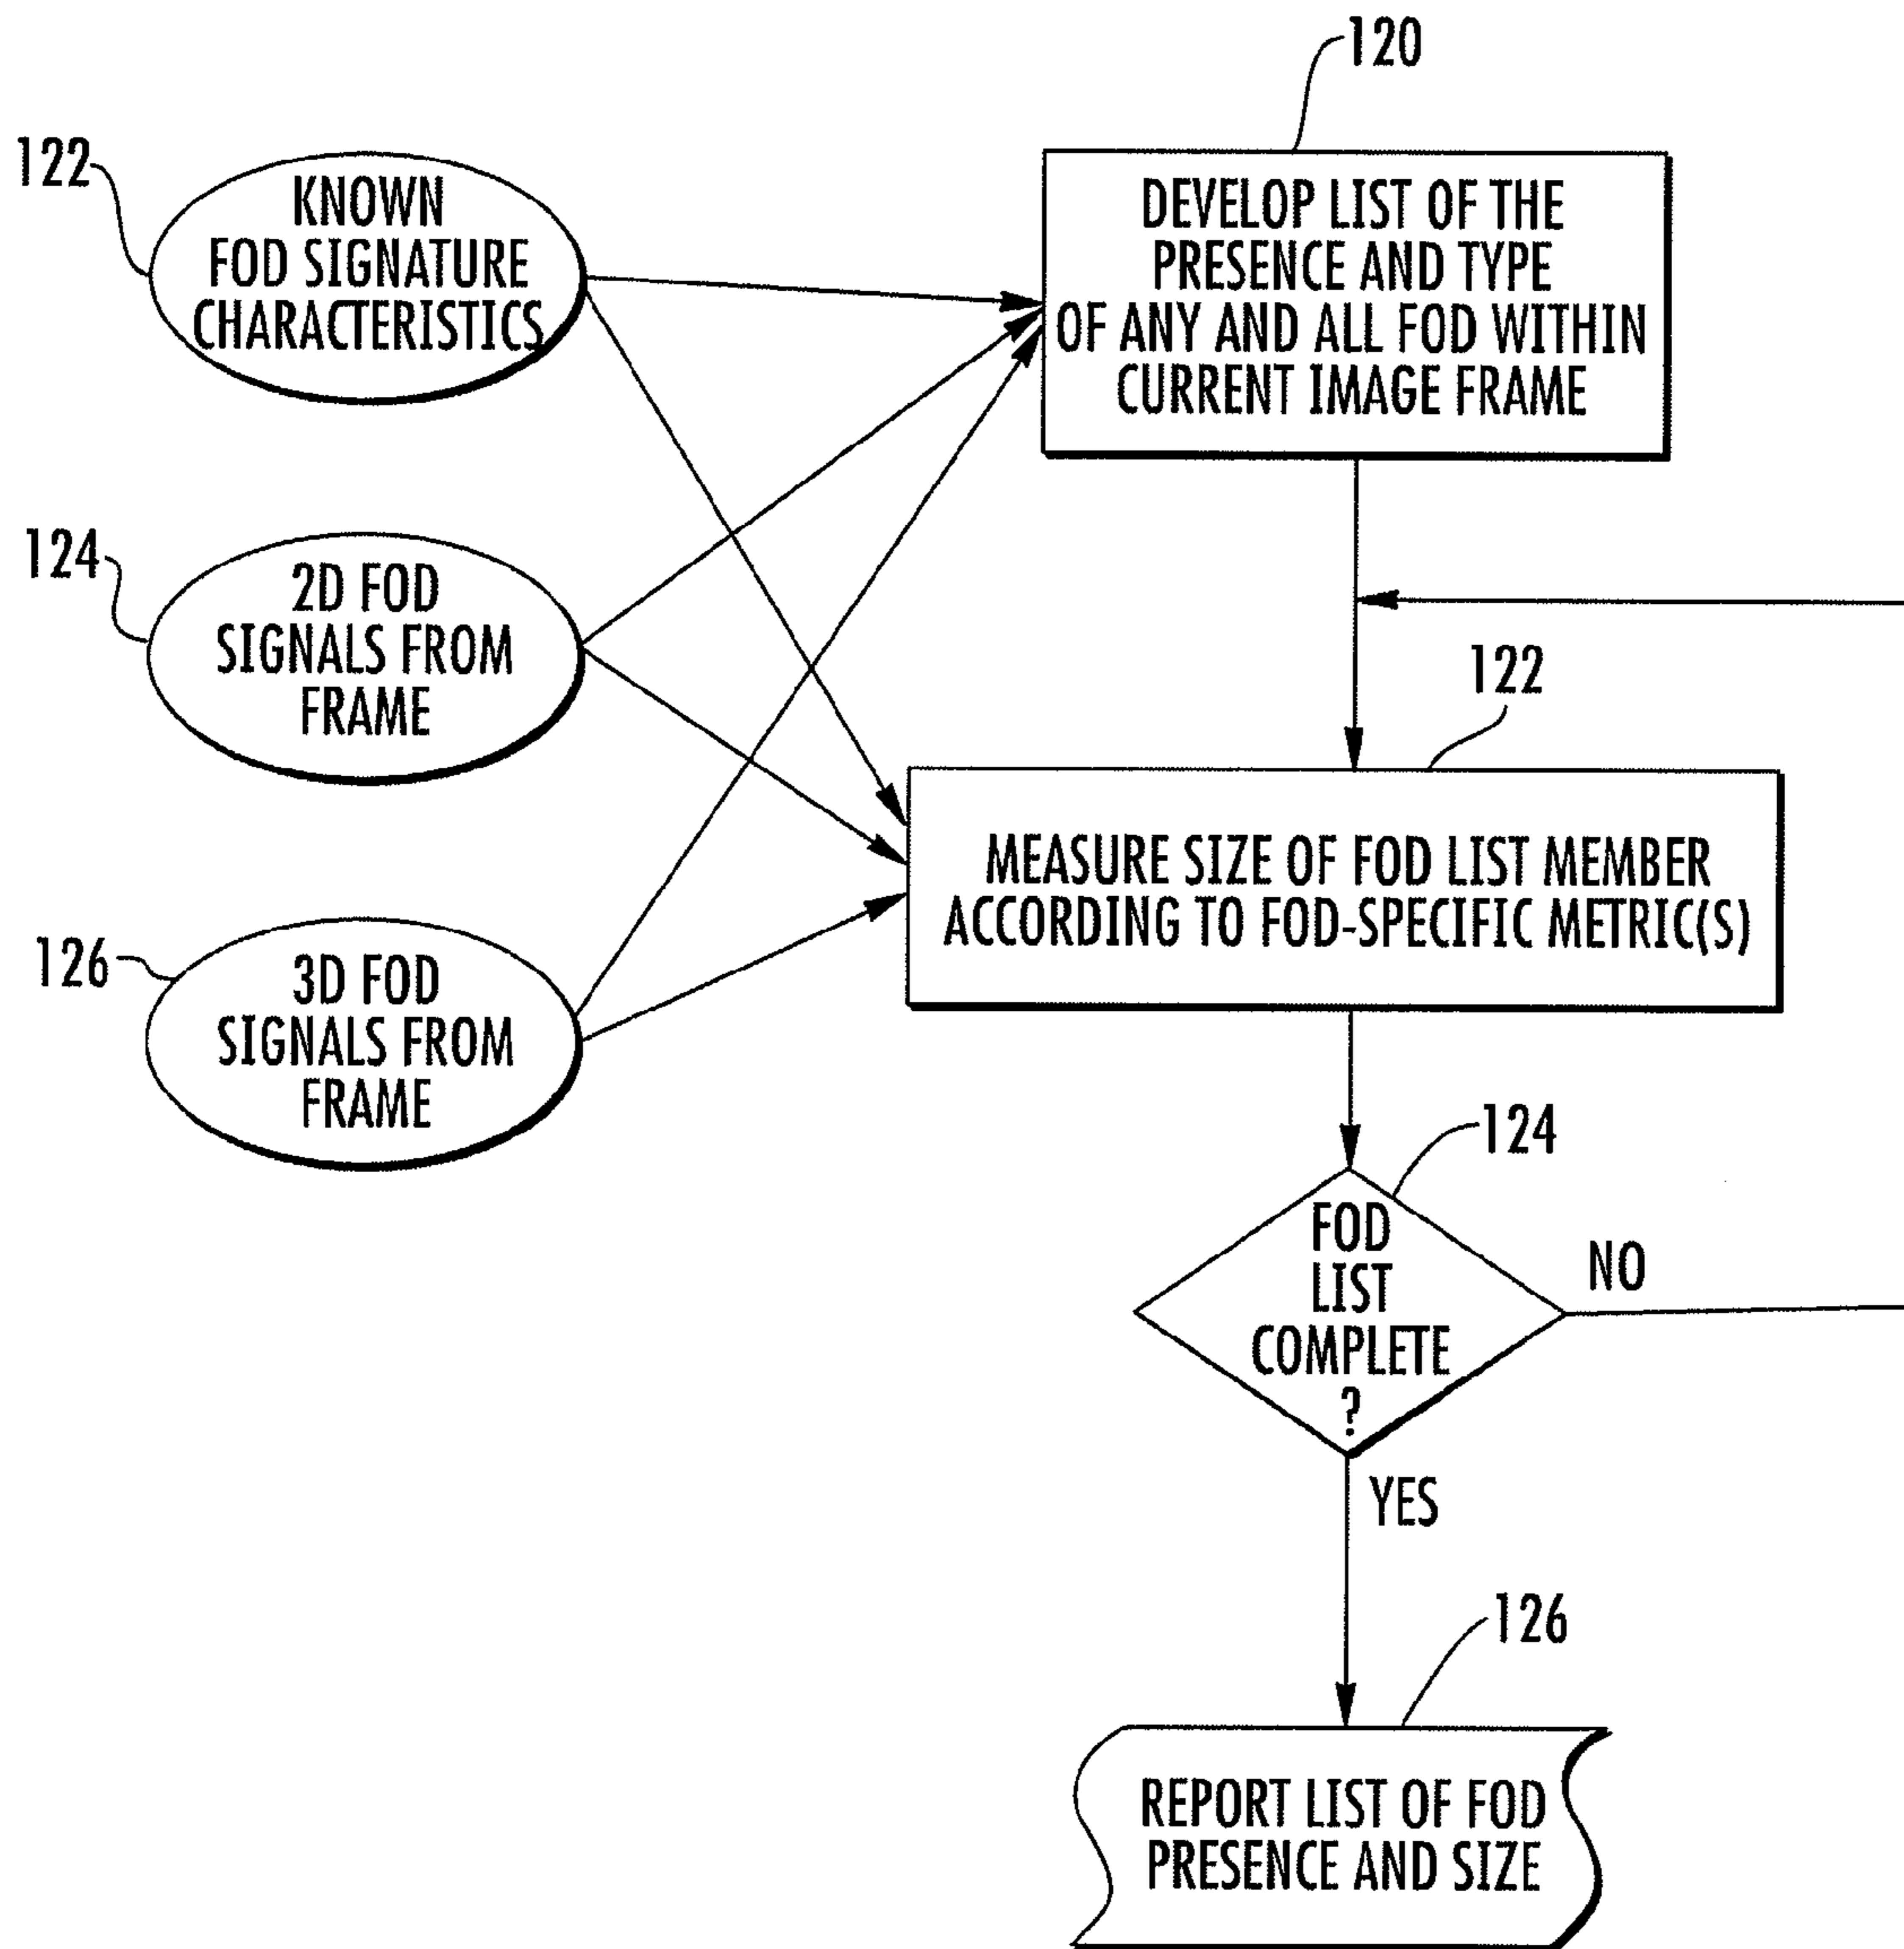 120
122
KNOWN
FOD SIGNATURE
CHARACTERISTICS
DEVELOP LIST OF THE
PRESENCE AND TYPE
OF ANY AND ALL FOD WITHIN
CURRENT IMAGE FRAME
124
2D FOD
SIGNALS FROM
FRAME
122
MEASURE SIZE OF FOD LIST MEMBER
ACCORDING TO FOD-SPECIFIC METRIC(S)
126
3D FOD
SIGNALS FROM
FRAME
124
FOD
LIST
COMPLETE
?
NO
YES
126
REPORT LIST OF FOD
PRESENCE AND SIZE